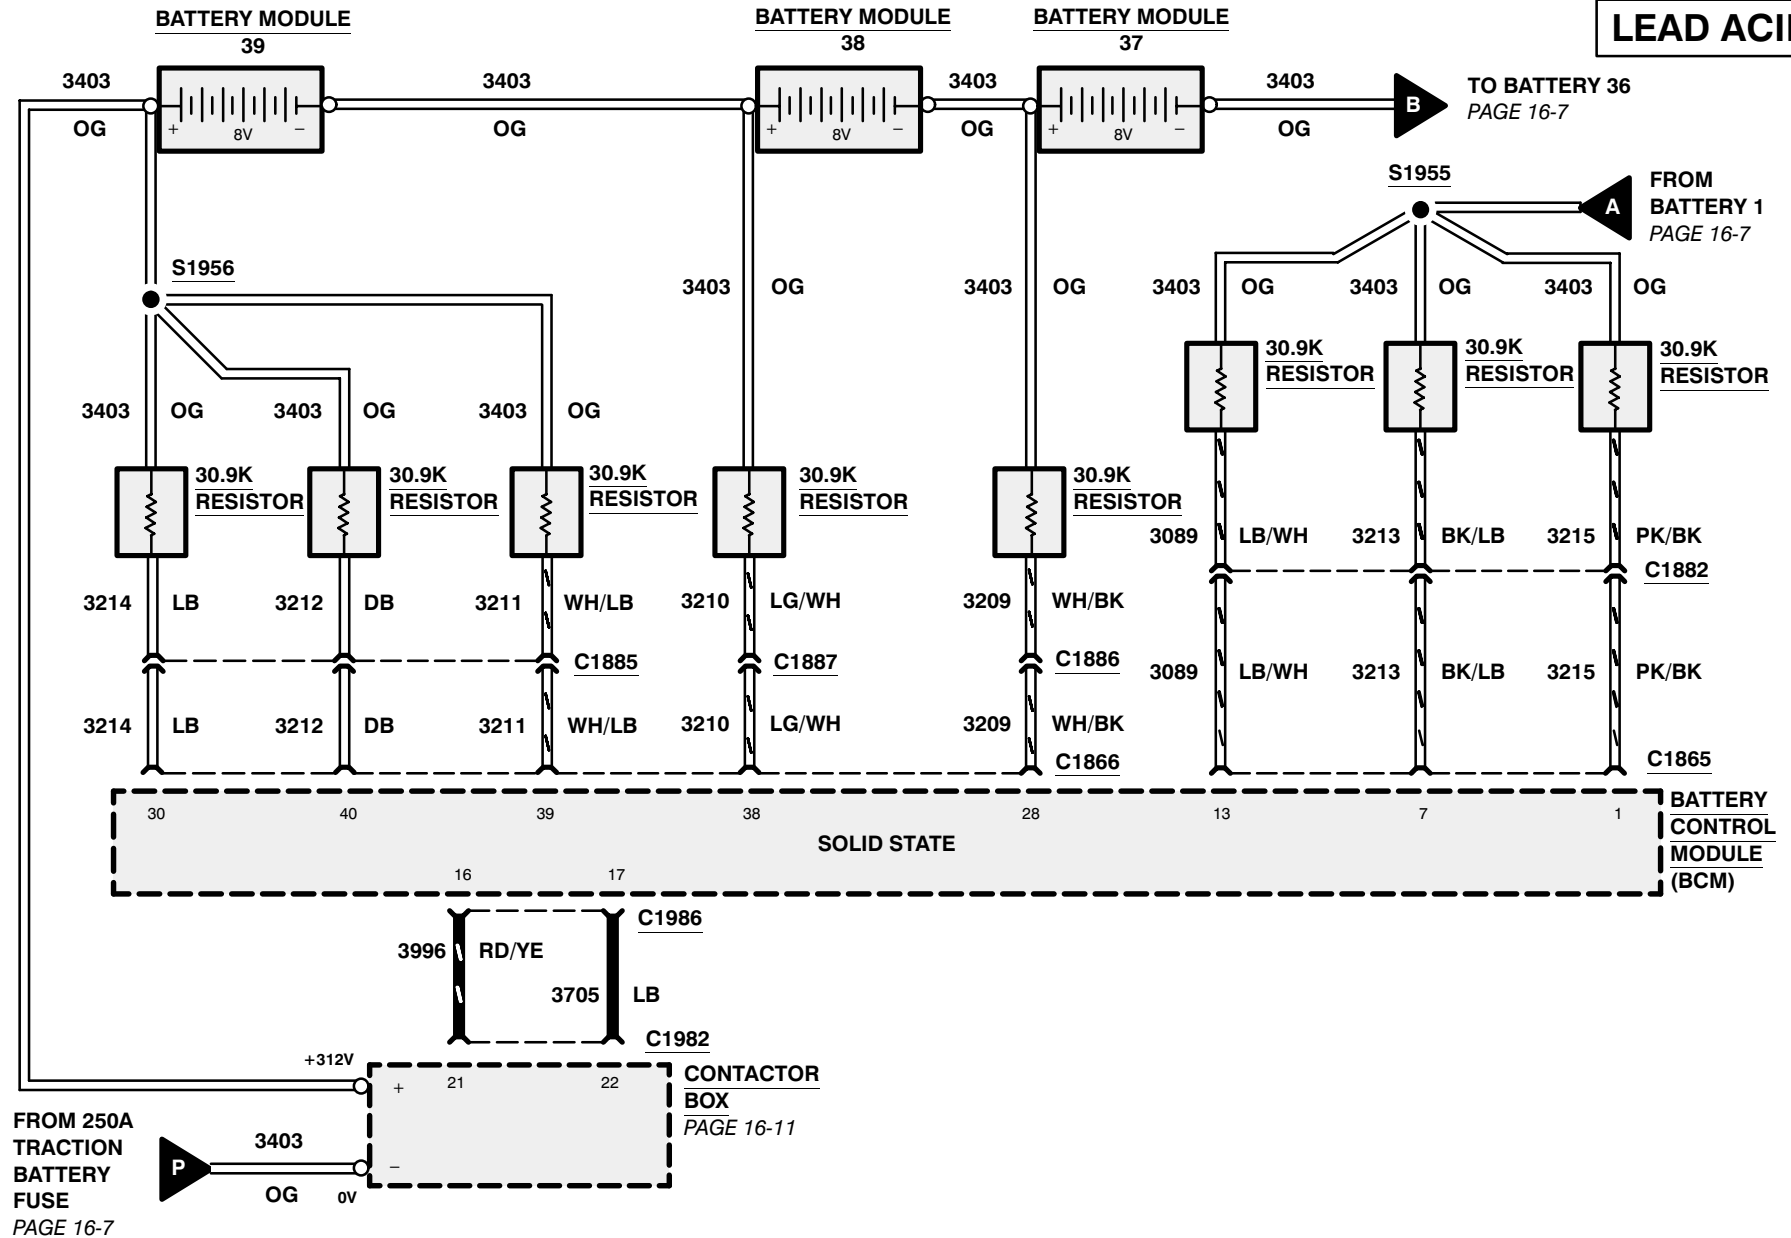 BATTERY MODULE
39
BATTERY MODULE
38
BATTERY MODULE
37
LEAD ACI
3403
OG
+
8V
–
3403
OG
+
8V
–
3403
OG
+
8V
–
3403
OG
B
TO BATTERY 36
PAGE 16-7
S1955
A
FROM
BATTERY 1
PAGE 16-7
S1956
3403 OG
3403 OG
3403 OG
3403 OG
3403 OG
30.9K
RESISTOR
30.9K
RESISTOR
30.9K
RESISTOR
3403 OG
3403 OG
3403 OG
30.9K
RESISTOR
30.9K
RESISTOR
30.9K
RESISTOR
30.9K
RESISTOR
30.9K
RESISTOR
3089 LB/WH
3213 BK/LB
3215 PK/BK
C1882
3214 LB
3212 DB
3211 WH/LB
3210 LG/WH
3209 WH/BK
C1885
C1887
C1886
3089 LB/WH
3213 BK/LB
3215 PK/BK
3214 LB
3212 DB
3211 WH/LB
3210 LG/WH
3209 WH/BK
C1866
C1865
30
40
39
38
28
13
7
1
SOLID STATE
16
17
BATTERY
CONTROL
MODULE
(BCM)
C1986
3996 RD/YE
3705 LB
C1982
+312V
+
21
22
CONTACTOR
BOX
PAGE 16-11
FROM 250A
TRACTION
BATTERY
FUSE
PAGE 16-7
P
3403
OG
0V
–